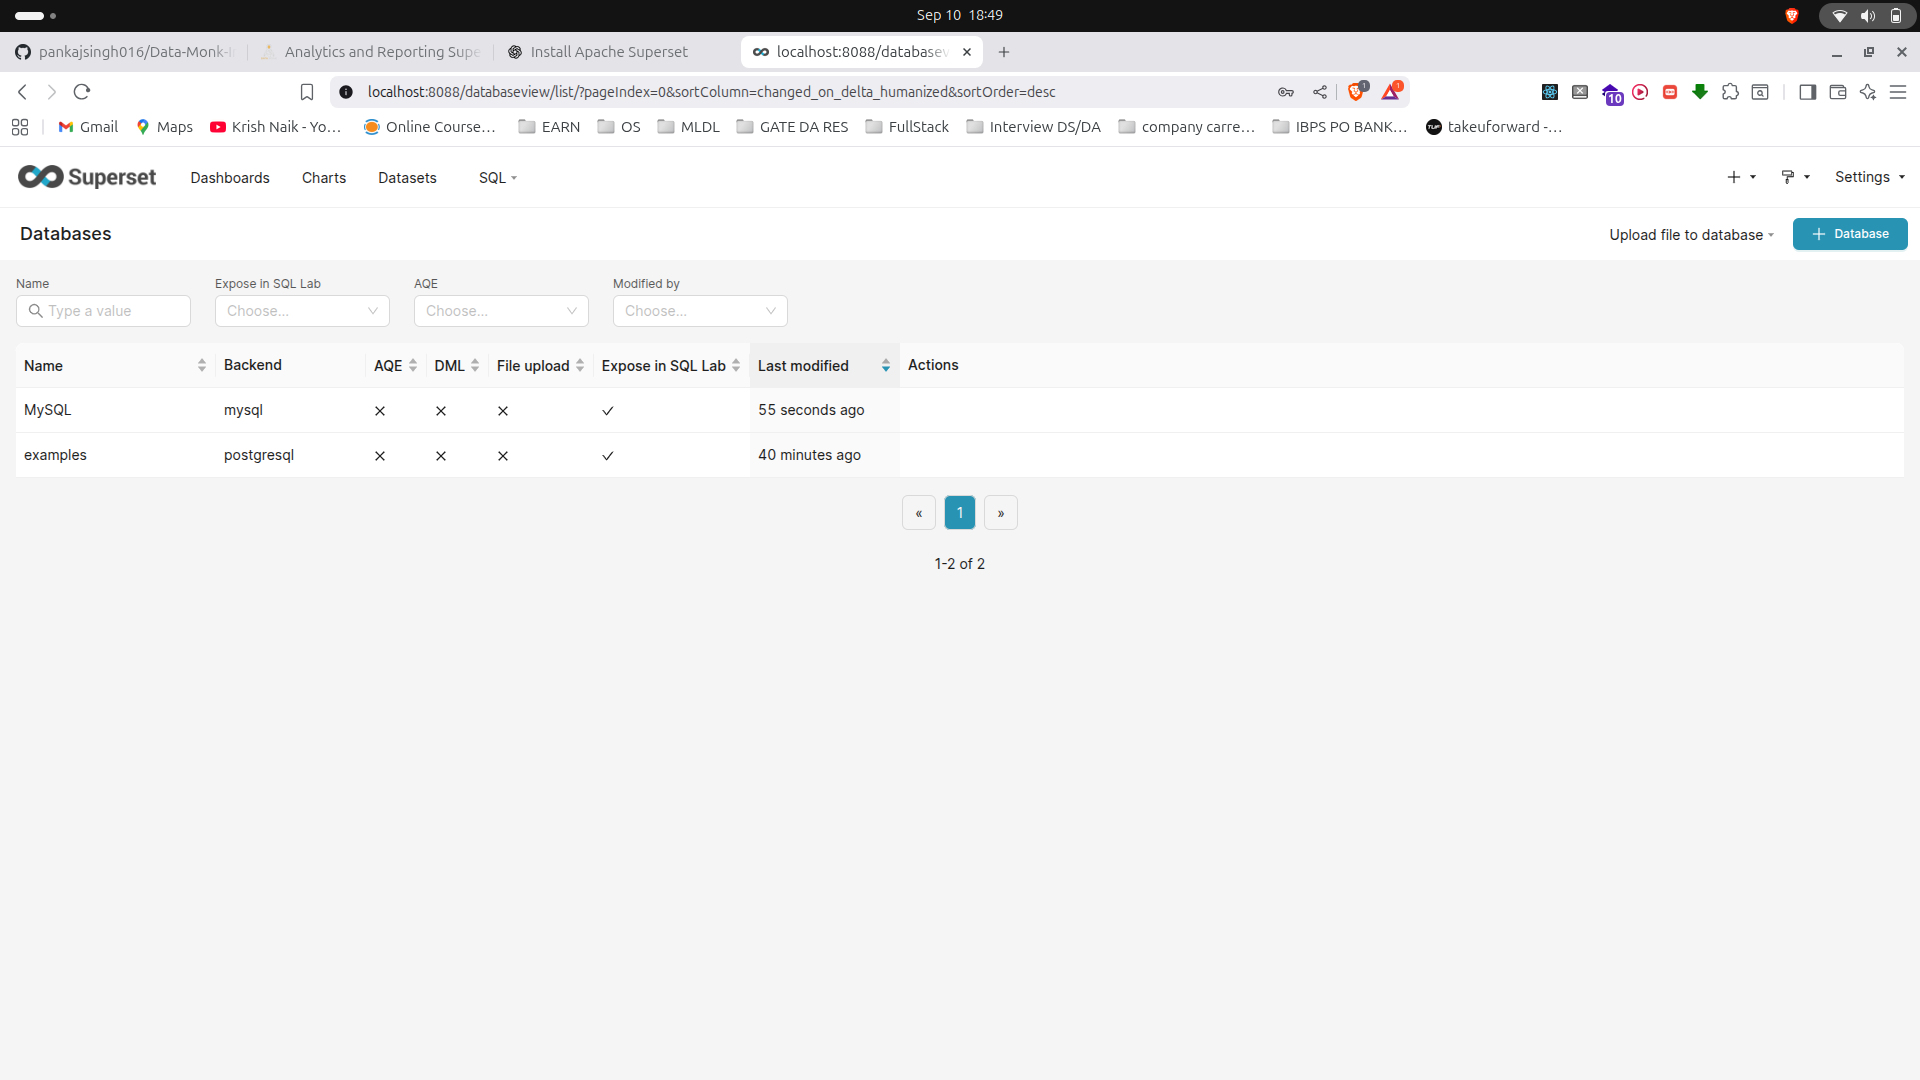 Sep 10 18:49
pankajsingh016/Data-Monk-I
Analytics and Reporting Supe
Install Apache Superset
localhost:8088/databasev
localhost:8088/databaseview/list/?pageIndex=0&sortColumn=changed_on_delta_humanized&sortOrder=desc
1
1
10
Gmail
Maps
Krish Naik - Yo...
Online Course...
EARN
OS
MLDL
GATE DA RES
FullStack
Interview DS/DA
company carre...
IBPS PO BANK...
takeuforward -...
Superset
Dashboards
Charts
Datasets
SQL
Settings
Databases
Upload file to database
+ Database
Name
Expose in SQL Lab
AQE
Modified by
Type a value
Choose...
Choose...
Choose...
Name Backend AQE DML File upload Expose in SQL Lab Last modified Actions
MySQL mysql 55 seconds ago
examples postgresql 40 minutes ago
« 1 »
1-2 of 2